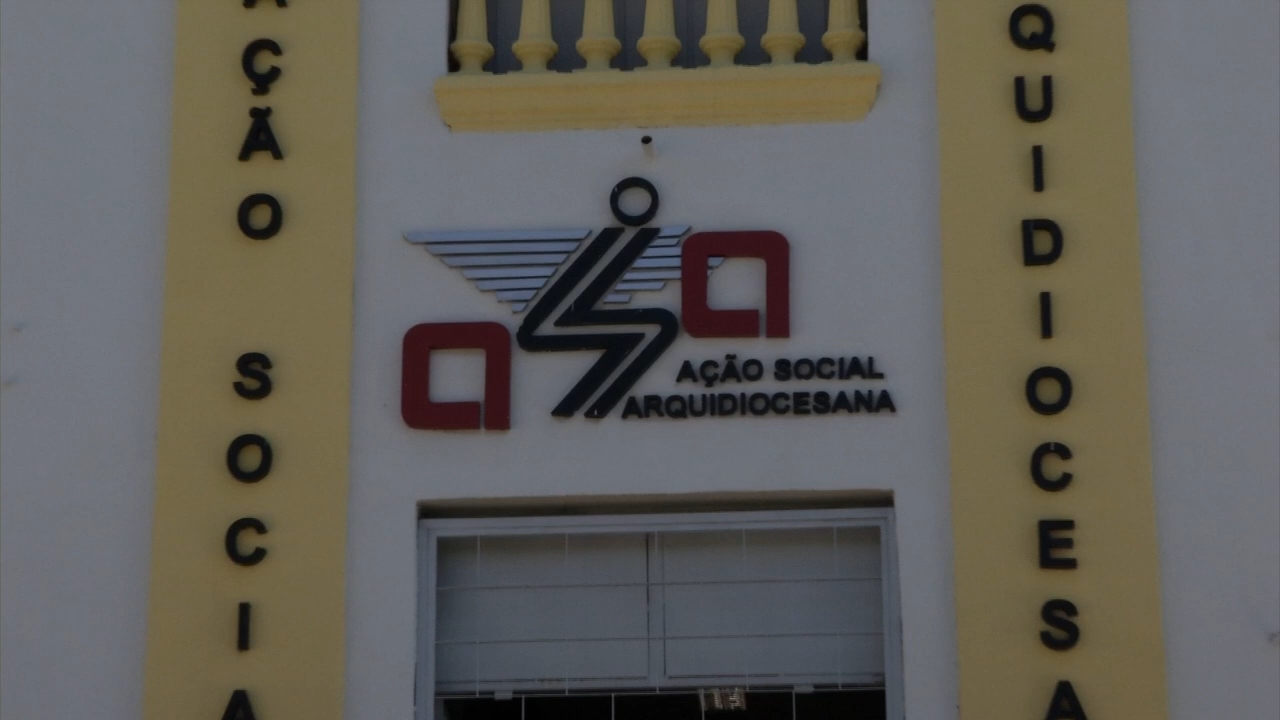 AÇÃO SOCIA
asa
AÇÃO SOCIAL
ARQUIDIOCESANA
QUIDIOCESA